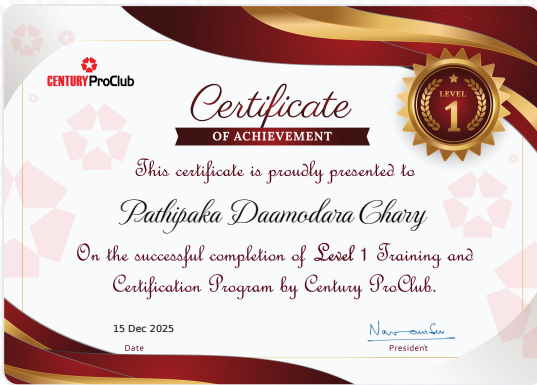 CENTURY ProClub
LEVEL
1
Certificate
OF ACHIEVEMENT
This certificate is proudly presented to
Pathipaka Daamodara Chary
On the successful completion of Level 1 Training and
Certification Program by Century ProClub.
15 Dec 2025
Date
President